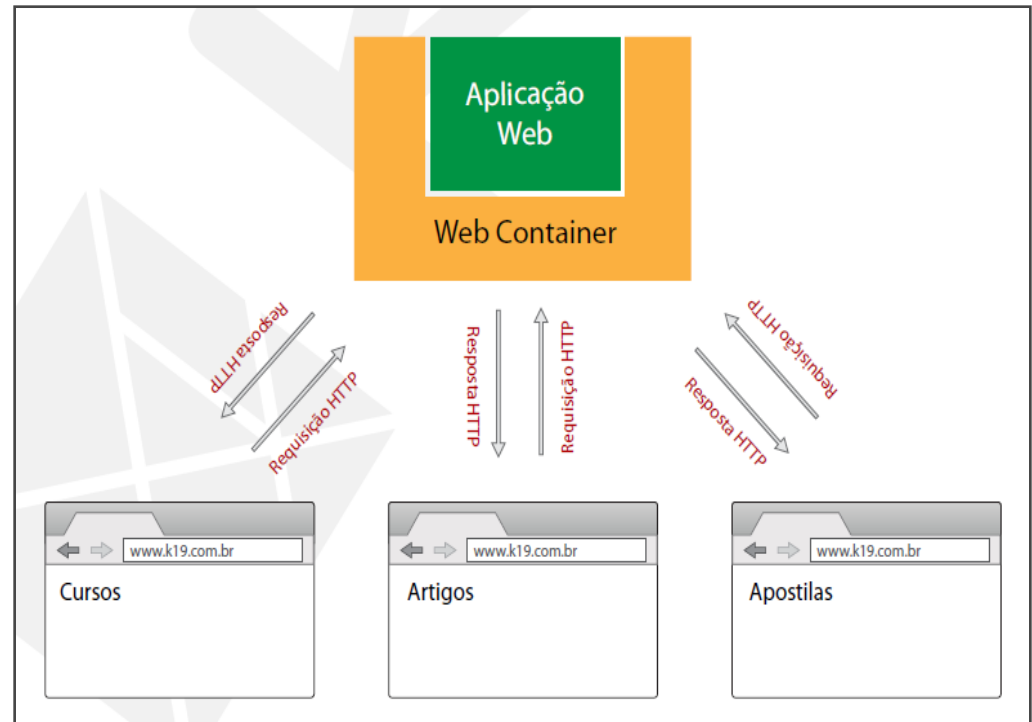 Aplicação
Web
Web Container
Resposta HTTP
Requisição HTTP
Resposta HTTP
Requisição HTTP
Resposta HTTP
Requisição HTTP
www.k19.com.br
Cursos
www.k19.com.br
Artigos
www.k19.com.br
Apostilas